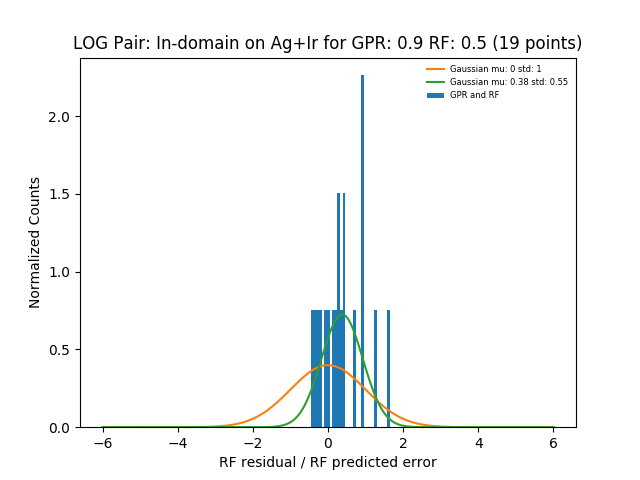 LOG Pair: In-domain on Ag+Ir for GPR: 0.9 RF: 0.5 (19 points)
Gaussian mu: 0 std: 1
Gaussian mu: 0.38 std: 0.55
GPR and RF
Normalized Counts
2.0
1.5
1.0
0.5
0.0
−6 −4 −2 0 2 4 6
RF residual / RF predicted error